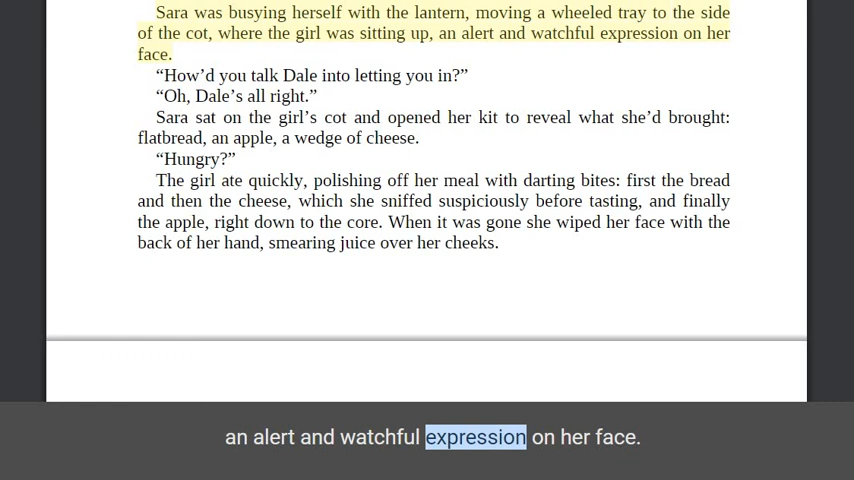 Sara was busying herself with the lantern, moving a wheeled tray to the side
of the cot, where the girl was sitting up, an alert and watchful expression on her
face.
“How’d you talk Dale into letting you in?”
“Oh, Dale’s all right.”
Sara sat on the girl’s cot and opened her kit to reveal what she’d brought:
flatbread, an apple, a wedge of cheese.
“Hungry?”
The girl ate quickly, polishing off her meal with darting bites: first the bread
and then the cheese, which she sniffed suspiciously before tasting, and finally
the apple, right down to the core. When it was gone she wiped her face with the
back of her hand, smearing juice over her cheeks.
an alert and watchful expression on her face.